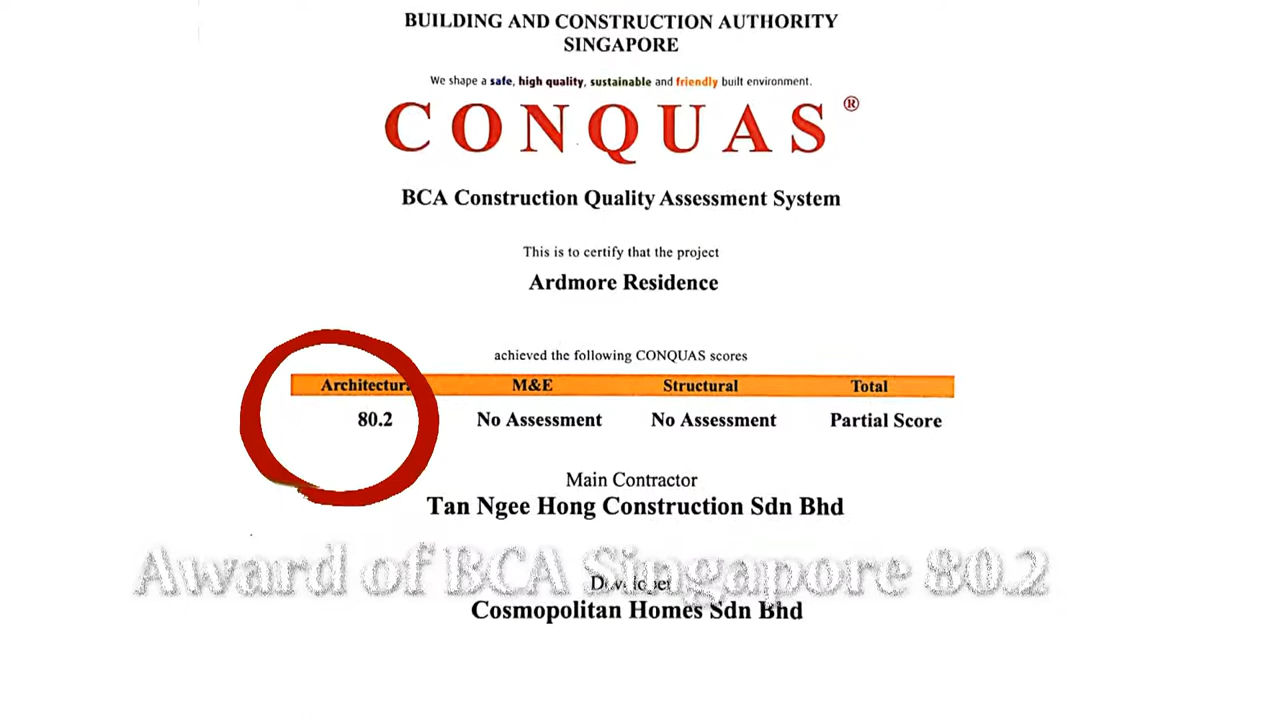 BUILDING AND CONSTRUCTION AUTHORITY
SINGAPORE
We shape a safe, high quality, sustainable and friendly built environment.
CONQUAS®
BCA Construction Quality Assessment System
This is to certify that the project
Ardmore Residence
achieved the following CONQUAS scores
Architectur M&E Structural Total
80.2 No Assessment No Assessment Partial Score
Main Contractor
Tan Ngee Hong Construction Sdn Bhd
Award of BCA Singapore 80.2
Developer
Cosmopolitan Homes Sdn Bhd